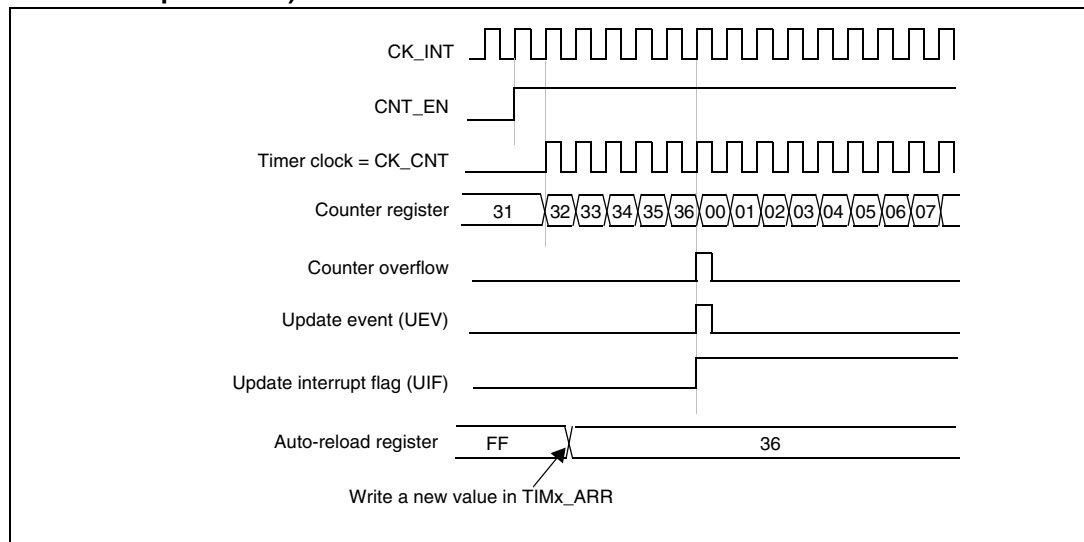 CK_INT
CNT_EN
Timer clock = CK_CNT
Counter register 31 32 33 34 35 36 00 01 02 03 04 05 06 07
Counter overflow
Update event (UEV)
Update interrupt flag (UIF)
Auto-reload register FF 36
Write a new value in TIMx_ARR